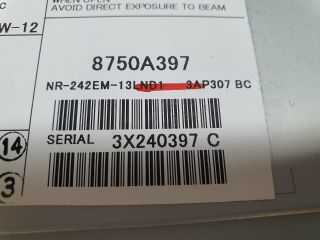 WHEN OPEN
AVOID DIRECT EXPOSURE TO BEAM.
C
W-12
8750A397
NR-242EM-13LND1 3AP307 BC
14
SERIAL 3X240397 C
3